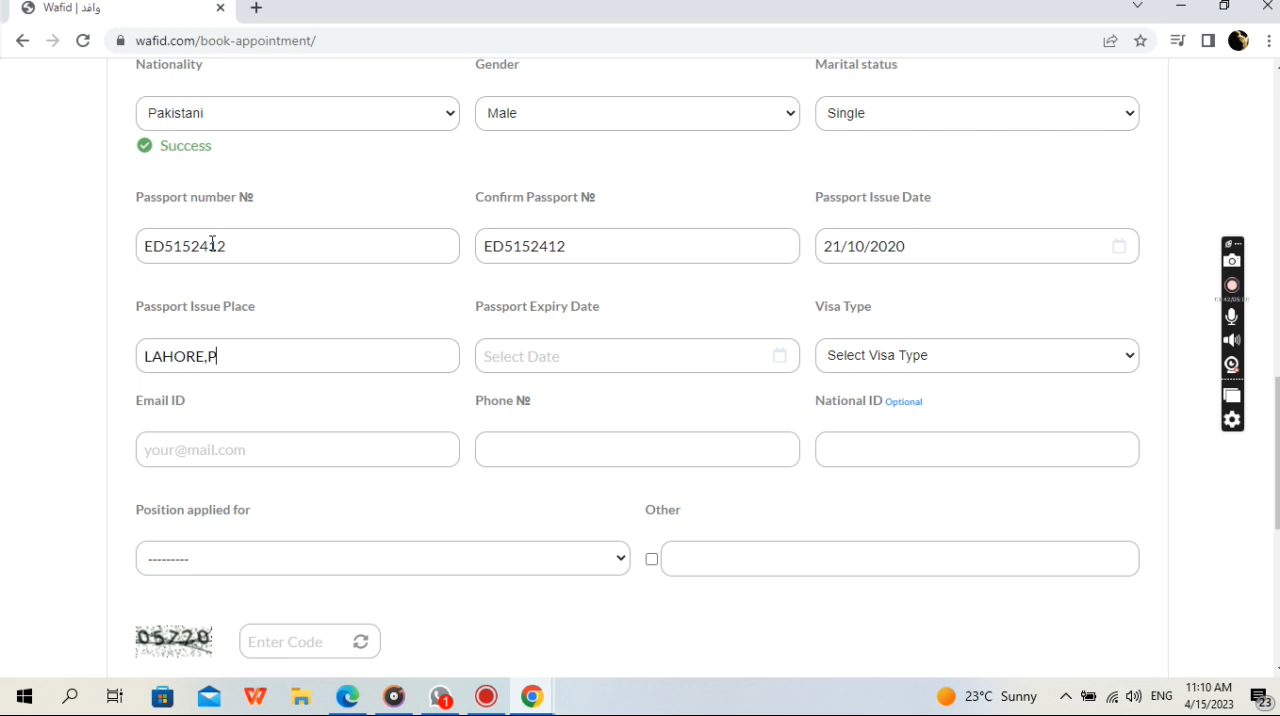 Wafid | وافد
wafid.com/book-appointment/
Nationality Gender Marital status
Pakistani Male Single
Success
Passport number № Confirm Passport № Passport Issue Date
ED5152412 ED5152412 21/10/2020
Passport Issue Place Passport Expiry Date Visa Type
LAHORE,P Select Date Select Visa Type
Email ID Phone № National ID Optional
your@mail.com
Position applied for Other
---------
05720 Enter Code
23°C Sunny ENG 11:10 AM
4/15/2023
1
23